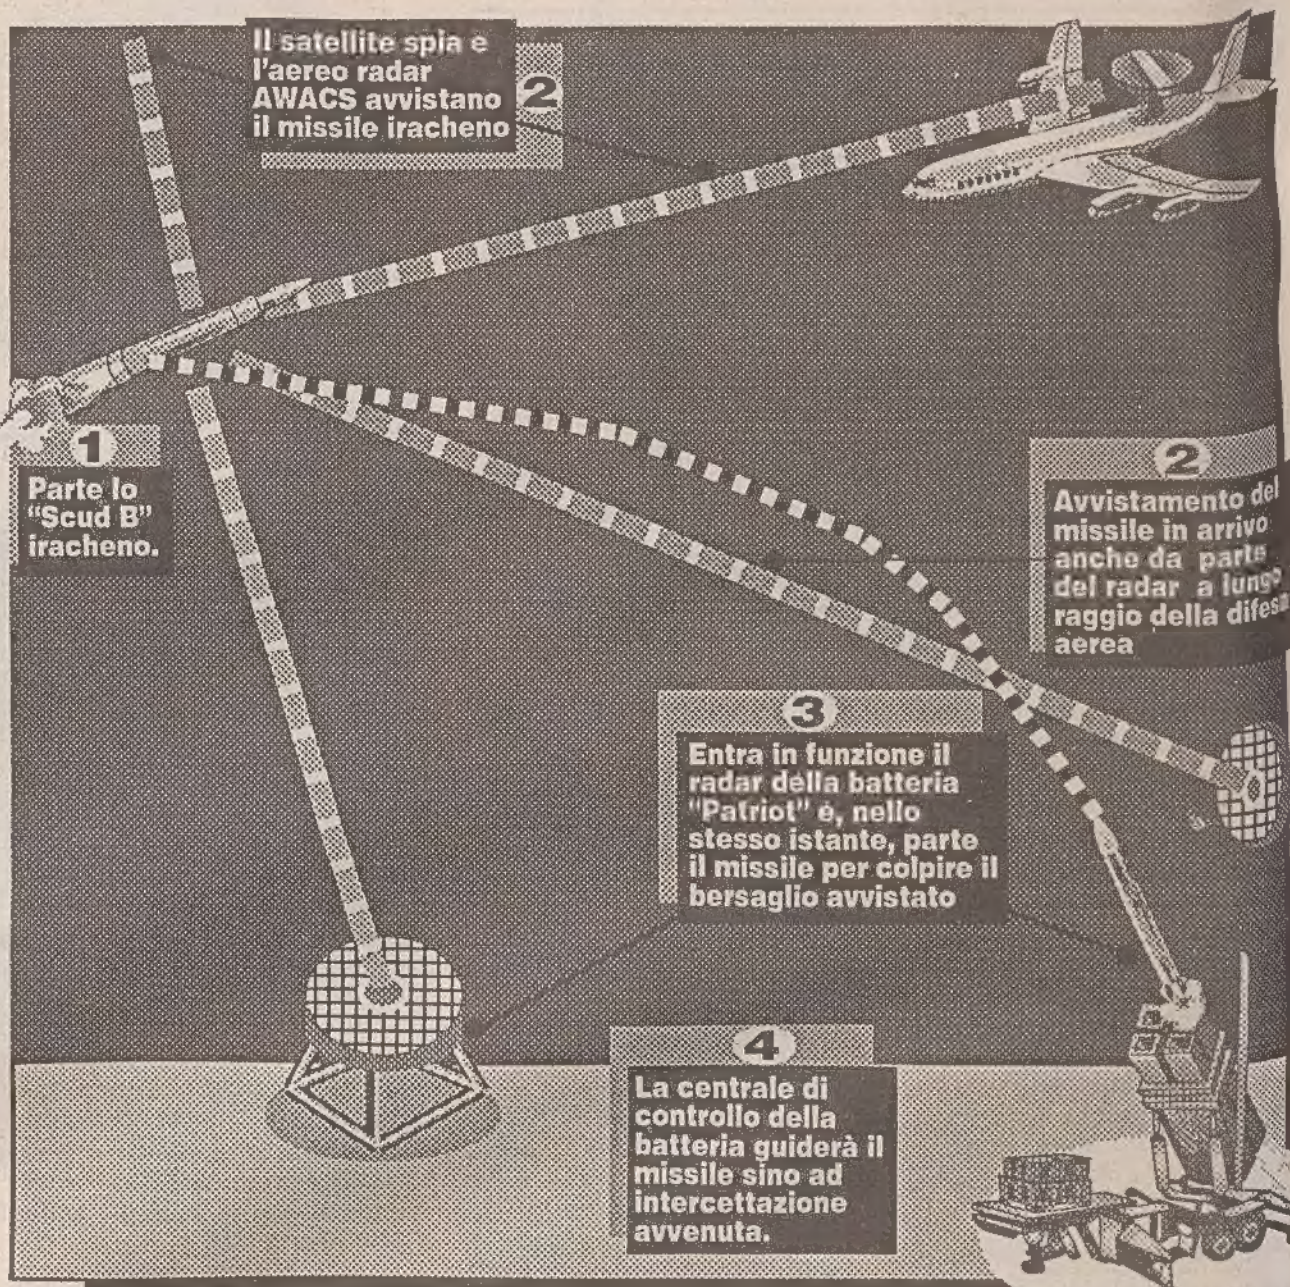 Il satellite spia e
l'aereo radar
AWACS avvistano
il missile iracheno
2
1
Parte lo
"Scud B"
iracheno.
2
Avvistamento del
missile in arrivo
anche da parte
del radar a lungo
raggio della difesa
aerea
3
Entra in funzione il
radar della batteria
"Patriot" e, nello
stesso istante, parte
il missile per colpire il
bersaglio avvistato
4
La centrale di
controllo della
batteria guiderà il
missile sino ad
intercettazione
avvenuta.